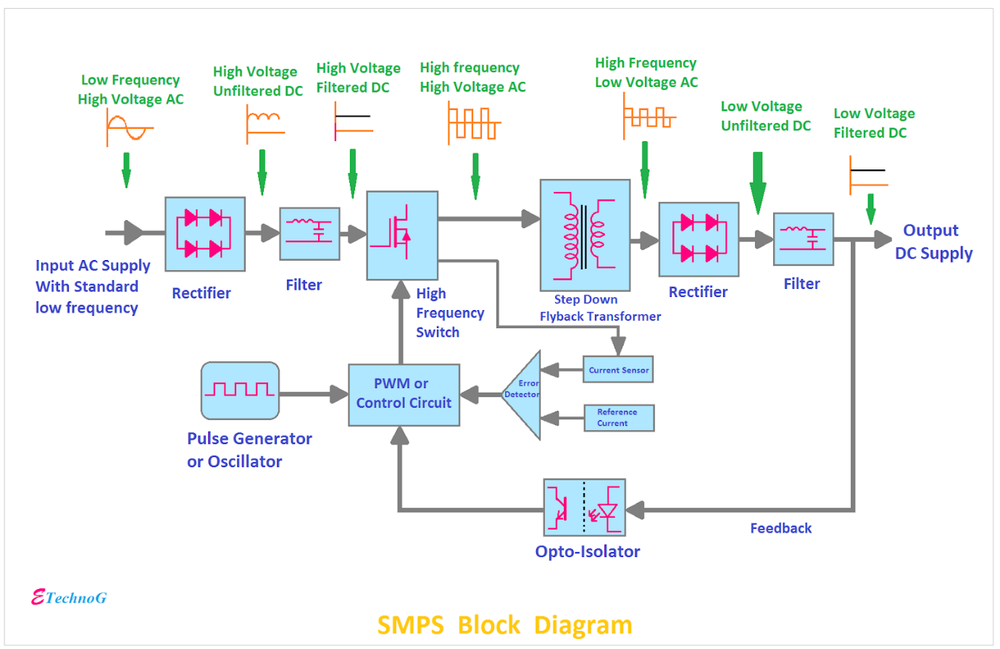 Low Frequency
High Voltage AC
High Voltage
Unfiltered DC
High Voltage
Filtered DC
High frequency
High Voltage AC
High Frequency
Low Voltage AC
Low Voltage
Unfiltered DC
Low Voltage
Filtered DC
Input AC Supply
With Standard
low frequency
Rectifier
Filter
High
Frequency
Switch
Step Down
Flyback Transformer
Rectifier
Filter
Output
DC Supply
Pulse Generator
or Oscillator
PWM or
Control Circuit
Error
Detector
Current Sensor
Reference
Current
Opto-Isolator
Feedback
ETechnoG
SMPS Block Diagram